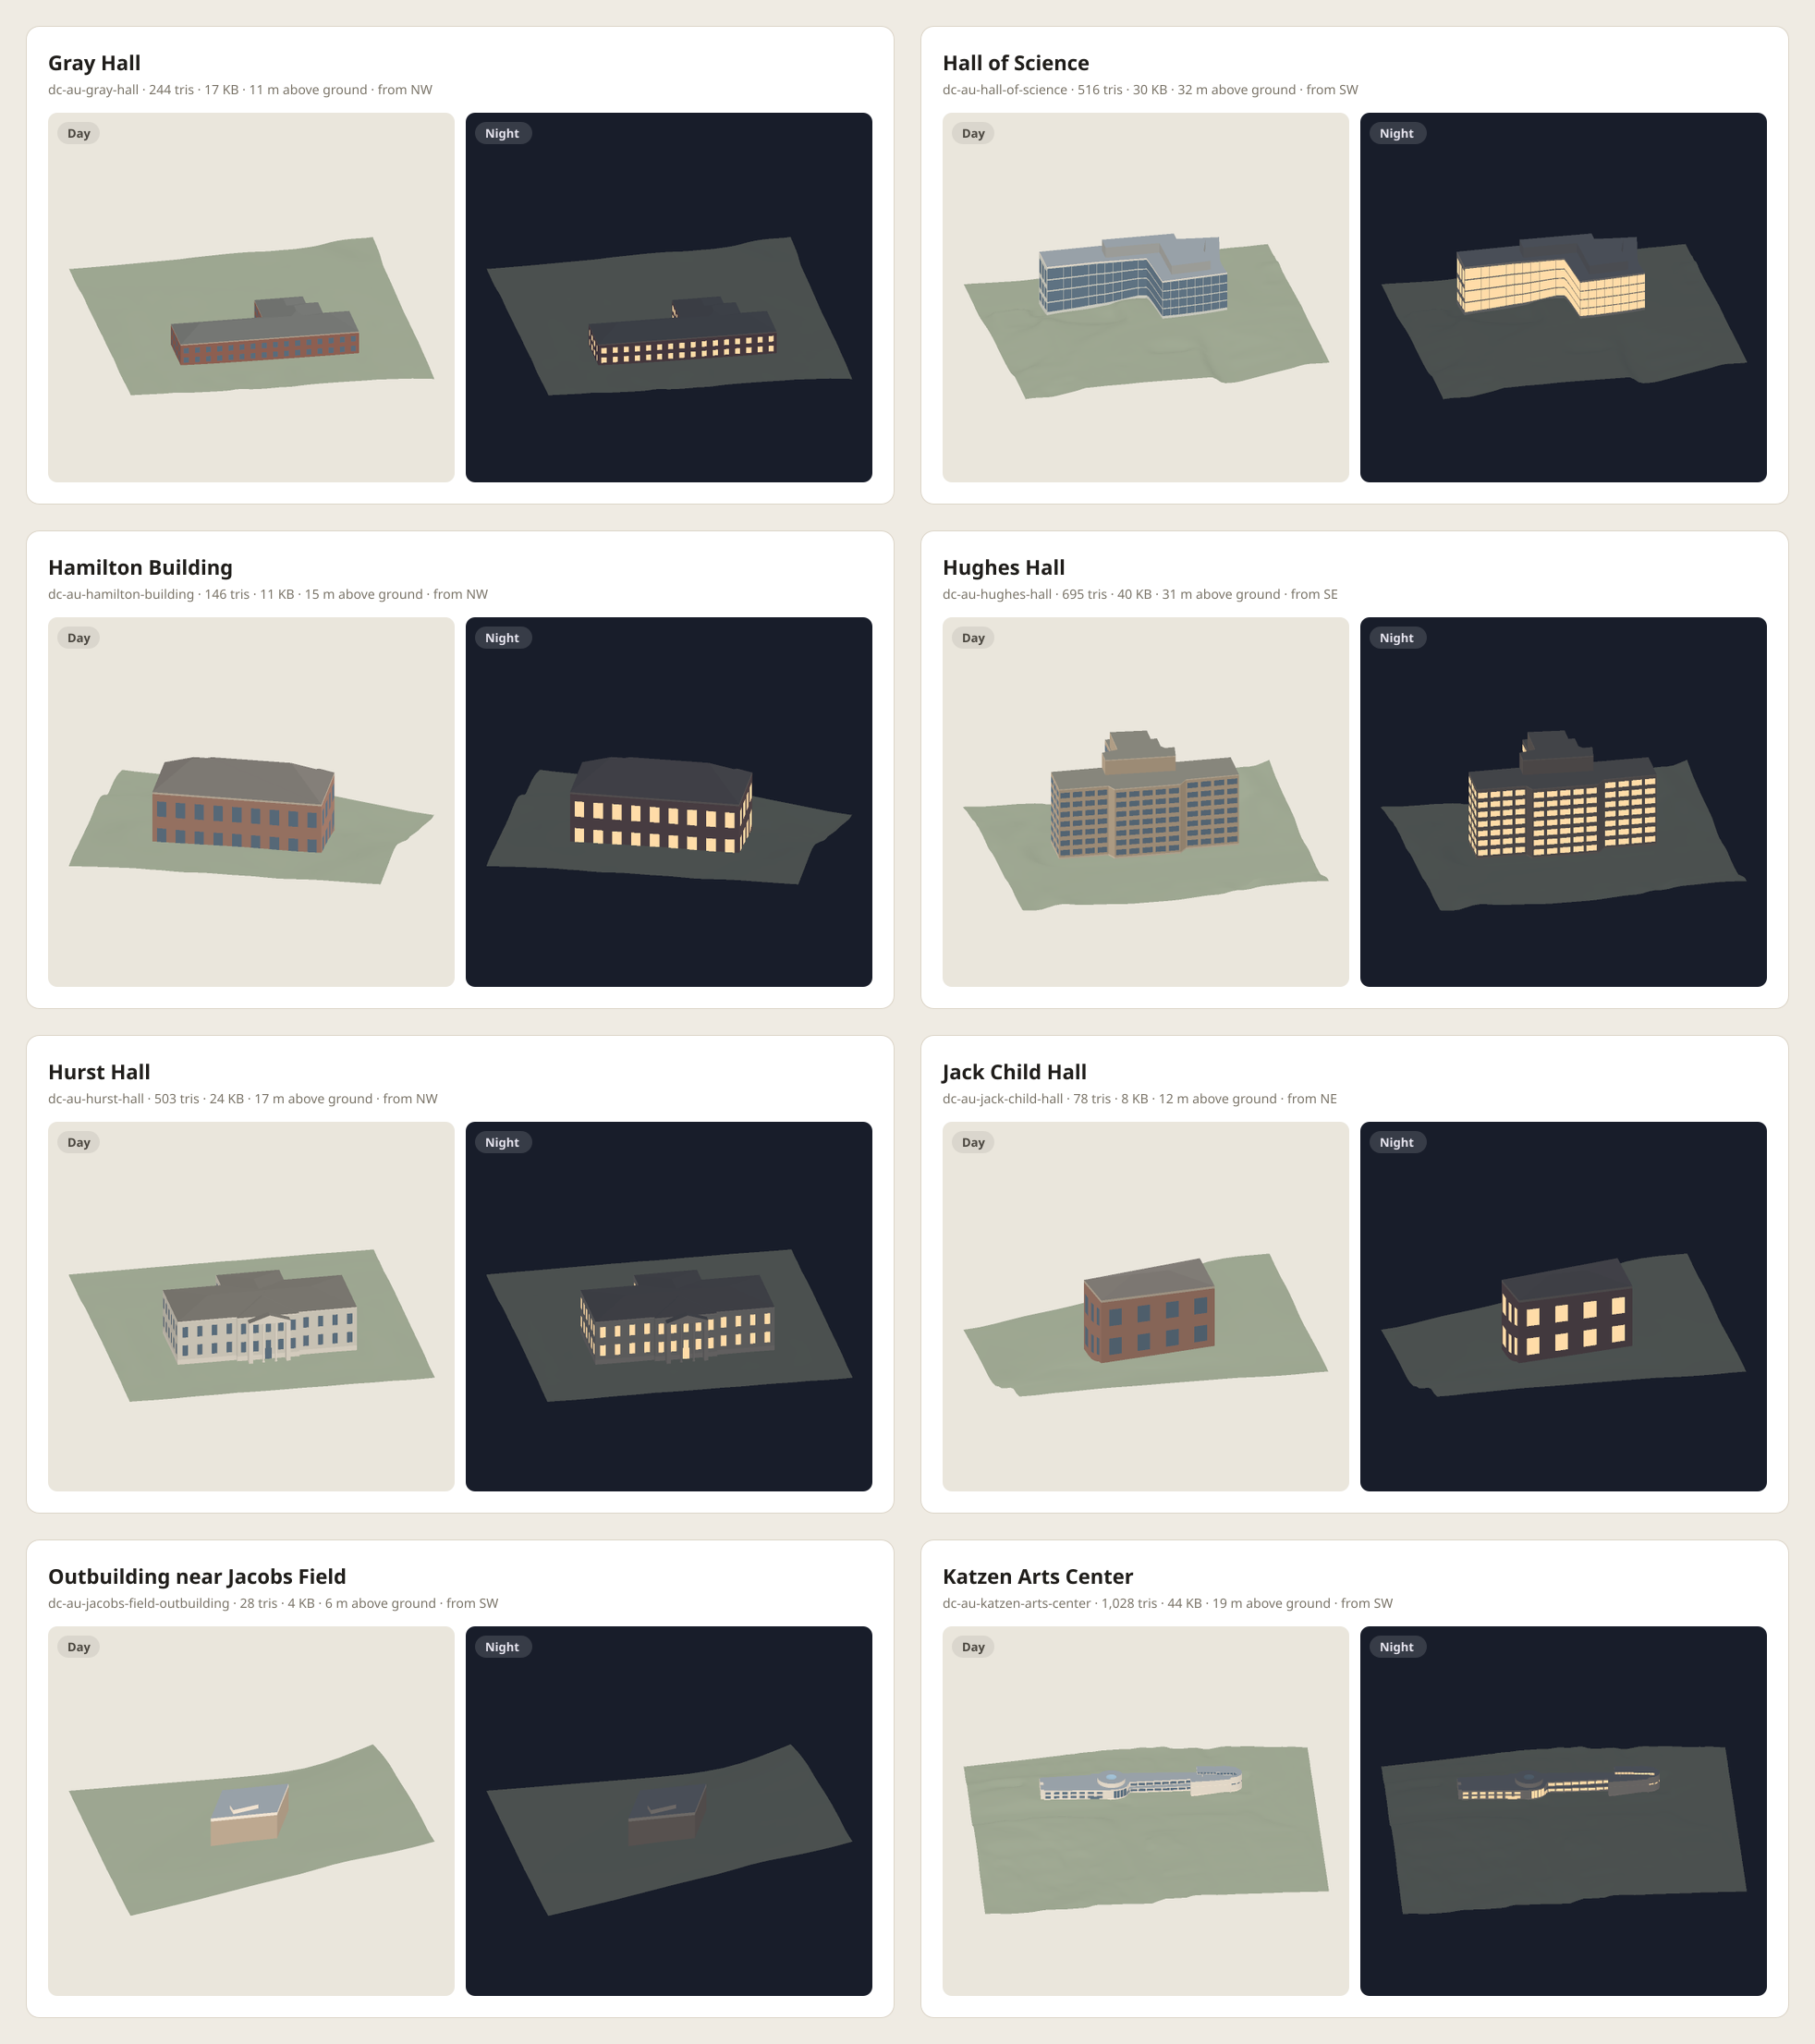 Gray Hall
dc-au-gray-hall · 244 tris · 17 KB · 11 m above ground · from NW
Day
Night
Hall of Science
dc-au-hall-of-science · 516 tris · 30 KB · 32 m above ground · from SW
Day
Night
Hamilton Building
dc-au-hamilton-building · 146 tris · 11 KB · 15 m above ground · from NW
Day
Night
Hughes Hall
dc-au-hughes-hall · 695 tris · 40 KB · 31 m above ground · from SE
Day
Night
Hurst Hall
dc-au-hurst-hall · 503 tris · 24 KB · 17 m above ground · from NW
Day
Night
Jack Child Hall
dc-au-jack-child-hall · 78 tris · 8 KB · 12 m above ground · from NE
Day
Night
Outbuilding near Jacobs Field
dc-au-jacobs-field-outbuilding · 28 tris · 4 KB · 6 m above ground · from SW
Day
Night
Katzen Arts Center
dc-au-katzen-arts-center · 1,028 tris · 44 KB · 19 m above ground · from SW
Day
Night